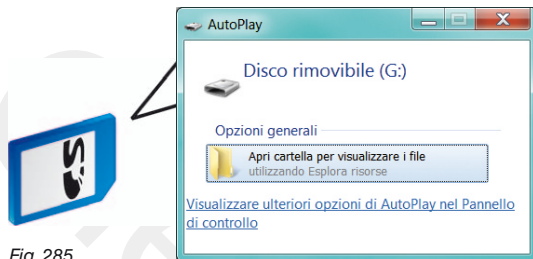 AutoPlay
Disco rimovibile (G:)
Opzioni generali
Apri cartella per visualizzare i file
utilizzando Esplora risorse
Visualizzare ulteriori opzioni di AutoPlay nel Pannello
di controllo
Fig. 285